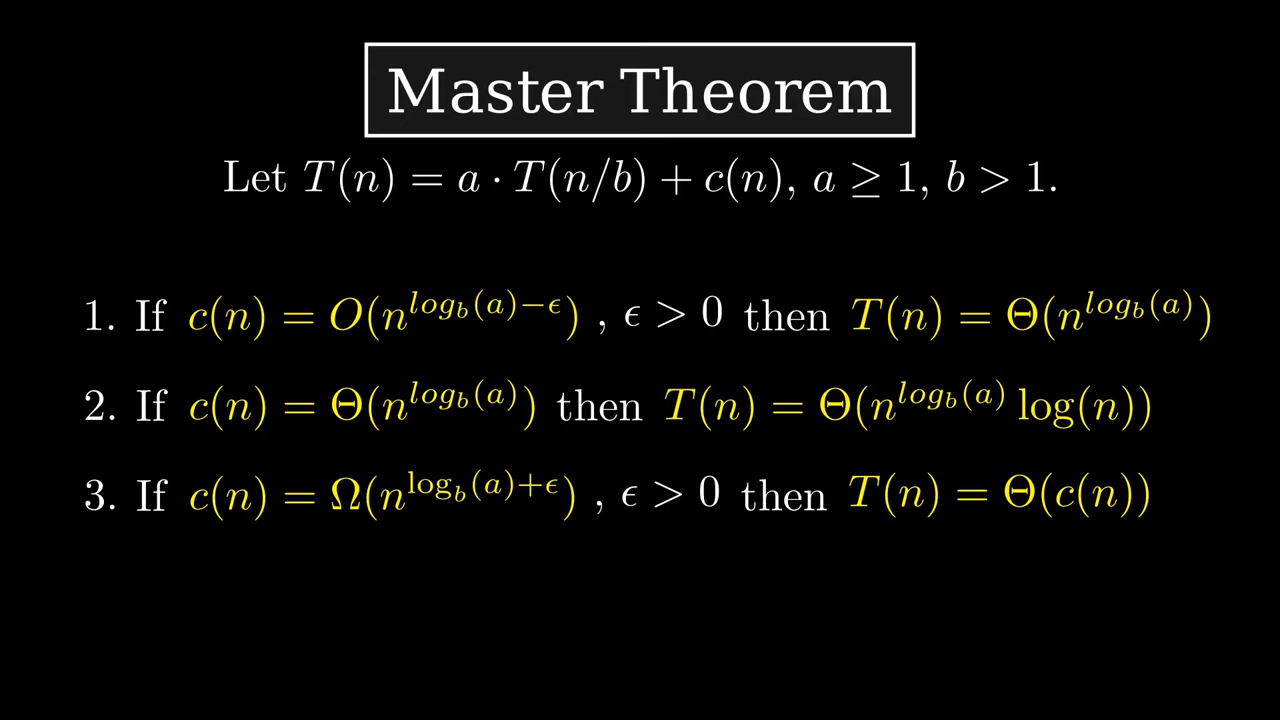 Master Theorem
Let T(n) = a · T(n/b) + c(n), a ≥ 1, b > 1.
1. If c(n) = O(n^{log_b(a)−ϵ}) , ϵ > 0 then T(n) = Θ(n^{log_b(a)})
2. If c(n) = Θ(n^{log_b(a)}) then T(n) = Θ(n^{log_b(a)} log(n))
3. If c(n) = Ω(n^{log_b(a)+ϵ}) , ϵ > 0 then T(n) = Θ(c(n))